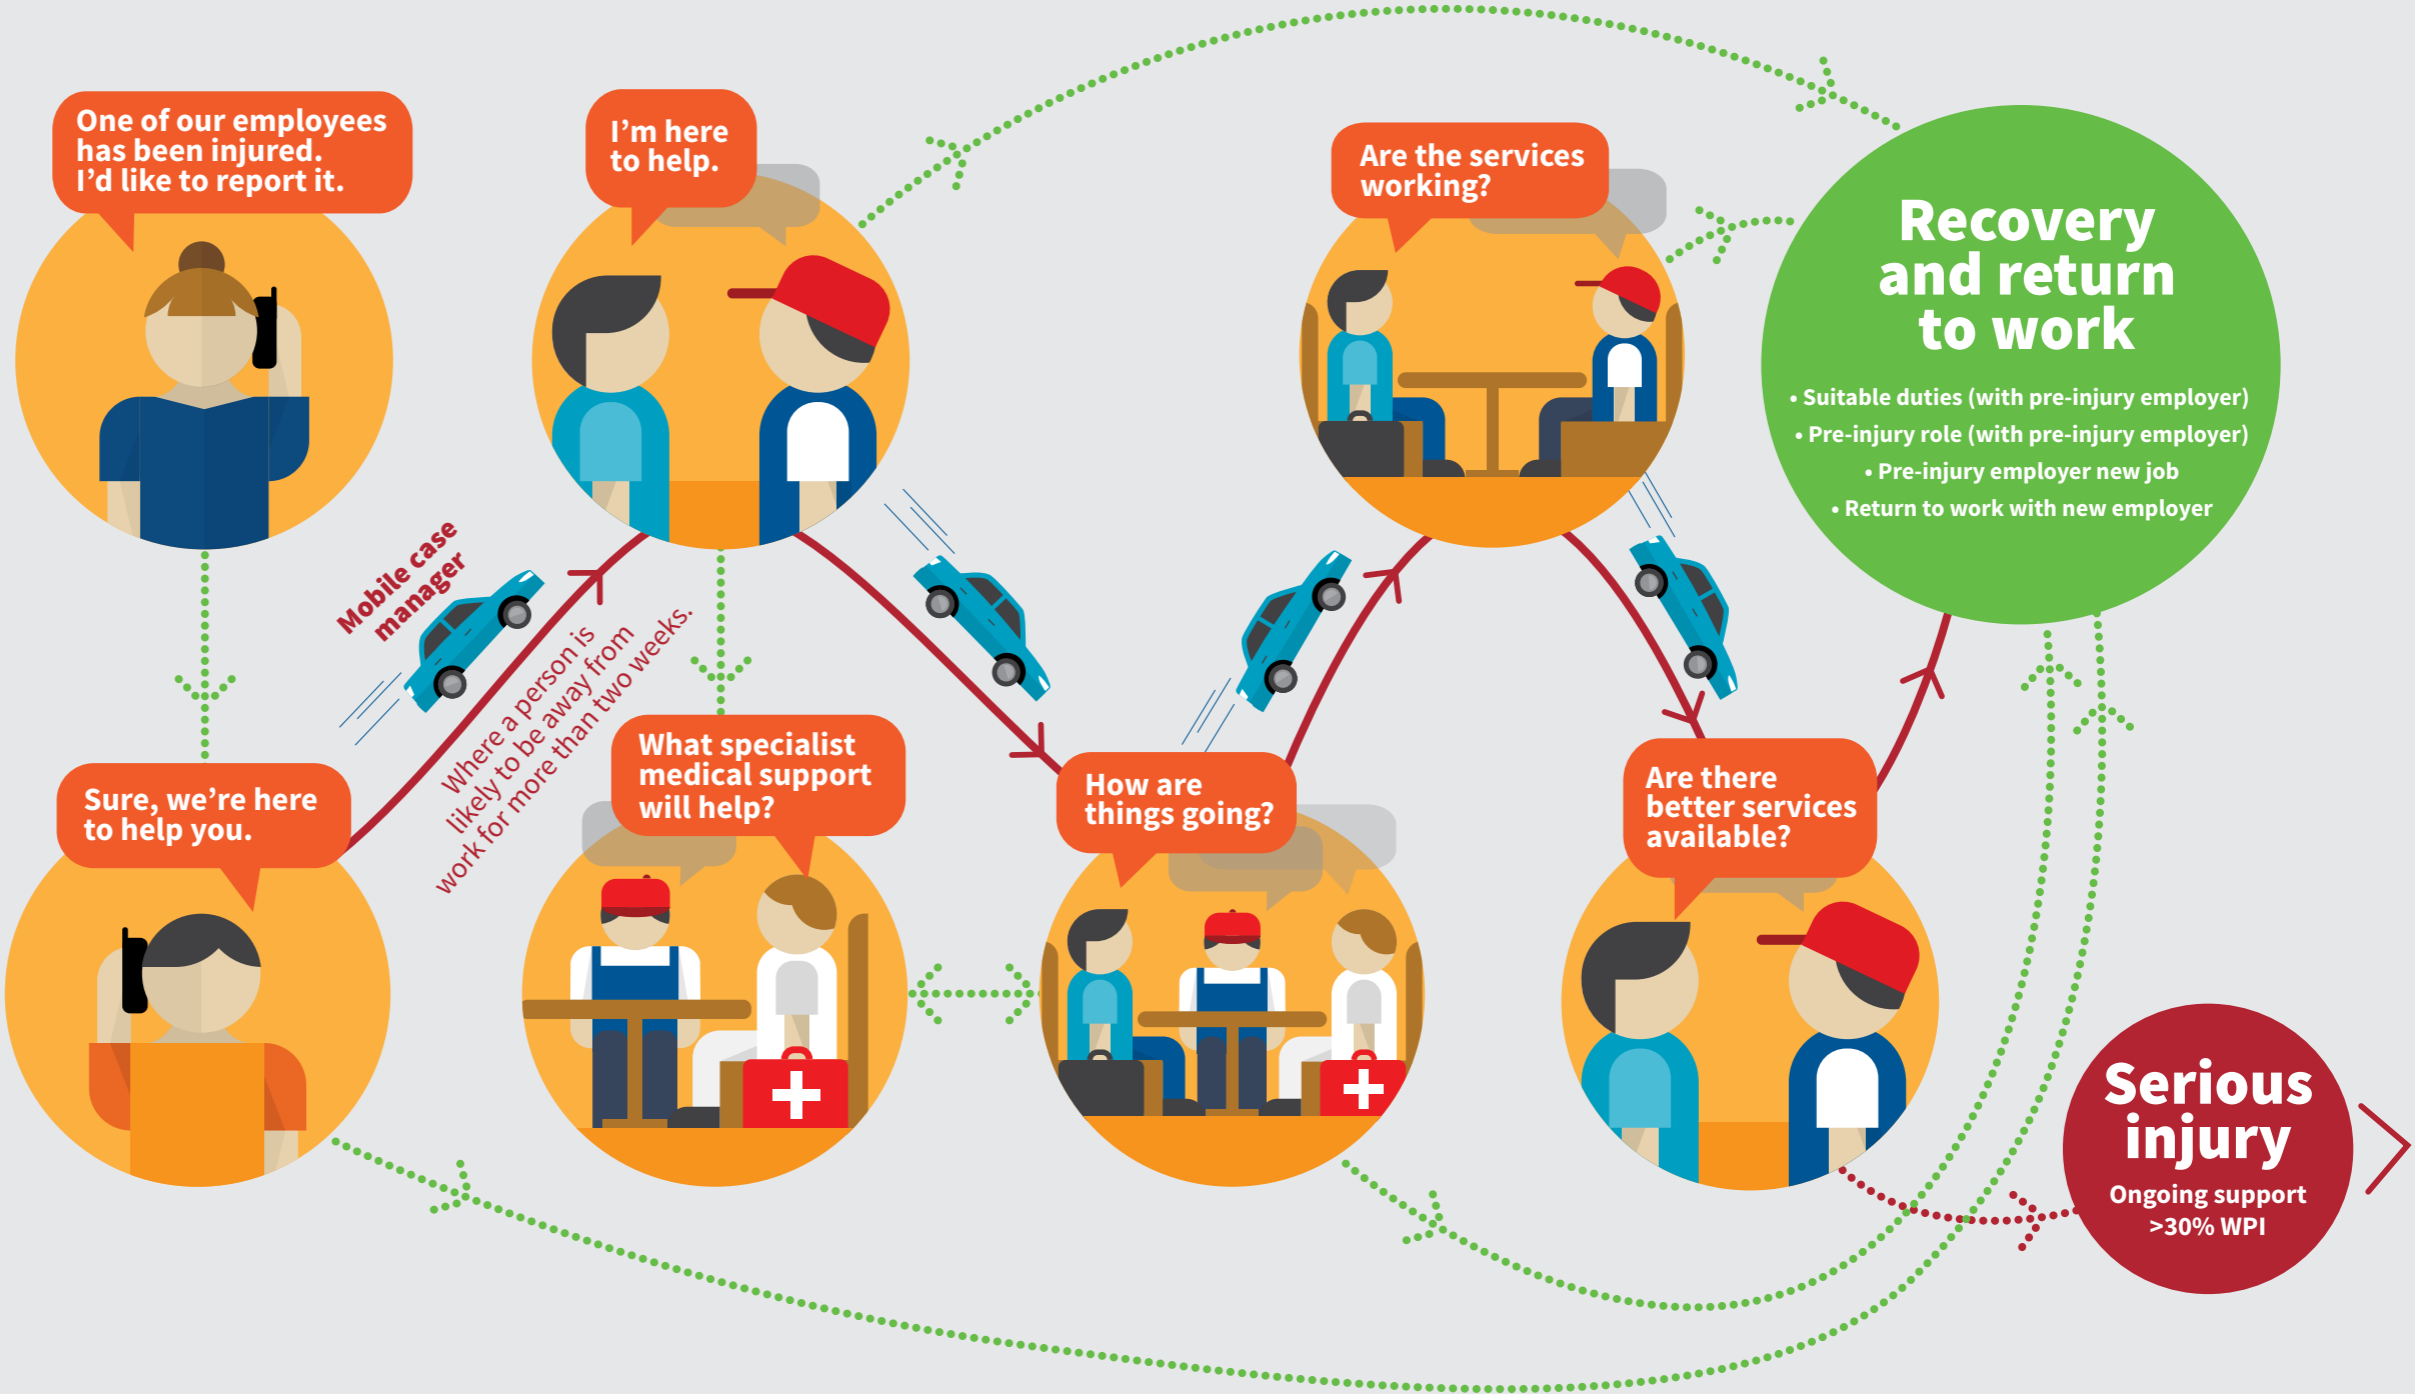 One of our employees
has been injured.
I'd like to report it.
Sure, we're here
to help you.
Mobile case
manager
Where a person is
likely to be away from
work for more than two weeks.
I'm here
to help.
What specialist
medical support
will help?
How are
things going?
Are the services
working?
Are there
better services
available?
Recovery
and return
to work
• Suitable duties (with pre-injury employer)
• Pre-injury role (with pre-injury employer)
• Pre-injury employer new job
• Return to work with new employer
Serious
injury
Ongoing support
>30% WPI